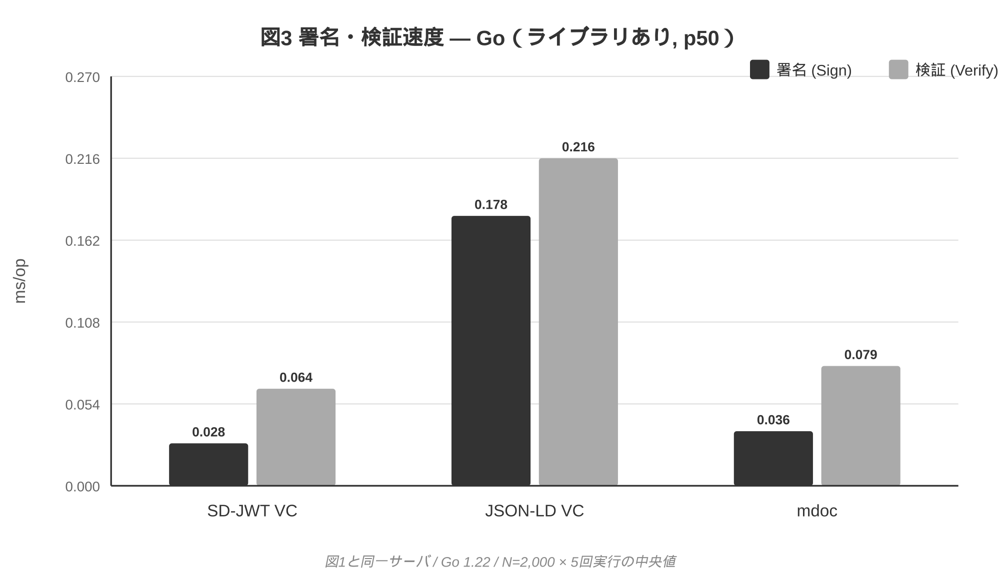 図3 署名・検証速度 — Go（ライブラリあり, p50）
署名 (Sign)
検証 (Verify)
0.270
0.216
0.162
0.108
0.054
0.000
ms/op
0.028
0.064
0.178
0.216
0.036
0.079
SD-JWT VC
JSON-LD VC
mdoc
図1と同一サーバ / Go 1.22 / N=2,000 × 5回実行の中央値